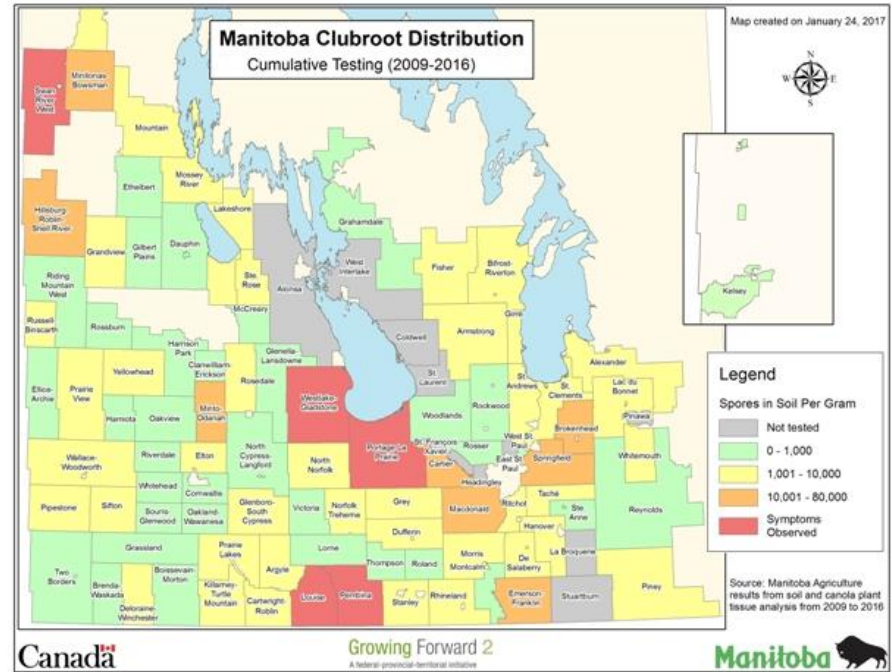 Manitoba Clubroot Distribution
Cumulative Testing (2009-2016)
Map created on January 24, 2017
N
W
E
S
Swan
River
West
Minitonas
Bowsman
Mountain
Ethelbert
Mossey
River
Lakeshore
Hillsburg
Roblin
Shell River
Grandview
Gilbert
Plains
Dauphin
Ste.
Rose
Alonsa
West
Interlake
Grahamdale
Fisher
Bifrost-
Riverton
Kelsey
Riding
Mountain
West
McCreary
Russell
Binscarth
Rossburn
Harrison
Park
Clanwilliam-
Erickson
Glenella-
Lansdowne
Coldwell
Armstrong
Gimli
St.
Laurent
Ellice-
Archie
Prairie
View
Yellowhead
Rosedale
Westlake-
Gladstone
Woodlands
Rockwood
St.
Andrews
St.
Clements
Alexander
Lac du
Bonnet
Pinawa
Hamiota
Oakview
Minto-
Odanah
Brokenhead
Wallace-
Woodworth
Riverdale
Elton
North
Cypress-
Langford
North
Norfolk
Portage La
Prairie
St. François
Xavier
Cartier
Rosser
West St
Paul
East St
Paul
Springfield
Whitemouth
Headingley
Whitehead
Cornwallis
Pipestone
Sifton
Souris-
Glenwood
Oakland-
Wawanesa
Glenboro-
South
Cypress
Victoria
Norfolk
Treherne
Grey
Macdonald
Ritchot
Taché
Ste
Anne
Reynolds
Dufferin
Hanover
Two
Borders
Grassland
Prairie
Lakes
Argyle
Lorne
Thompson
Roland
Morris
Montcalm
De
Salaberry
La Broquerie
Brenda-
Waskada
Boissevain-
Morton
Deloraine-
Winchester
Killarney-
Turtle
Mountain
Cartwright-
Roblin
Louise
Pembina
Stanley
Rhineland
Emerson
Franklin
Stuartburn
Piney
Legend
Spores in Soil Per Gram
Not tested
0 - 1,000
1,001 - 10,000
10,001 - 80,000
Symptoms
Observed
Source: Manitoba Agriculture
results from soil and canola plant
tissue analysis from 2009 to 2016
Canada
Growing Forward 2
A federal-provincial-territorial initiative
Manitoba